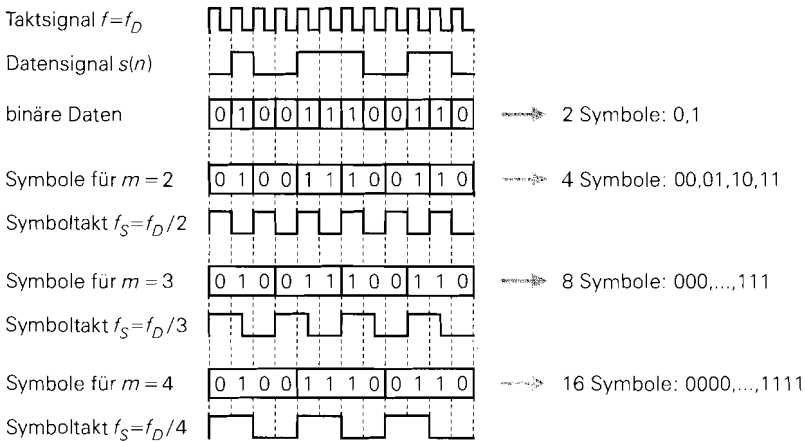 Taktsignal f=f_D
Datensignal s(n)
binäre Daten 0 1 0 0 1 1 1 0 0 1 1 0 2 Symbole: 0,1
Symbole für m = 2 0 1 0 0 1 1 1 0 0 1 1 0 4 Symbole: 00,01,10,11
Symboltakt f_S=f_D/2
Symbole für m = 3 0 1 0 0 1 1 1 0 0 1 1 0 8 Symbole: 000,...,111
Symboltakt f_S=f_D/3
Symbole für m = 4 0 1 0 0 1 1 1 0 0 1 1 0 16 Symbole: 0000,...,1111
Symboltakt f_S=f_D/4